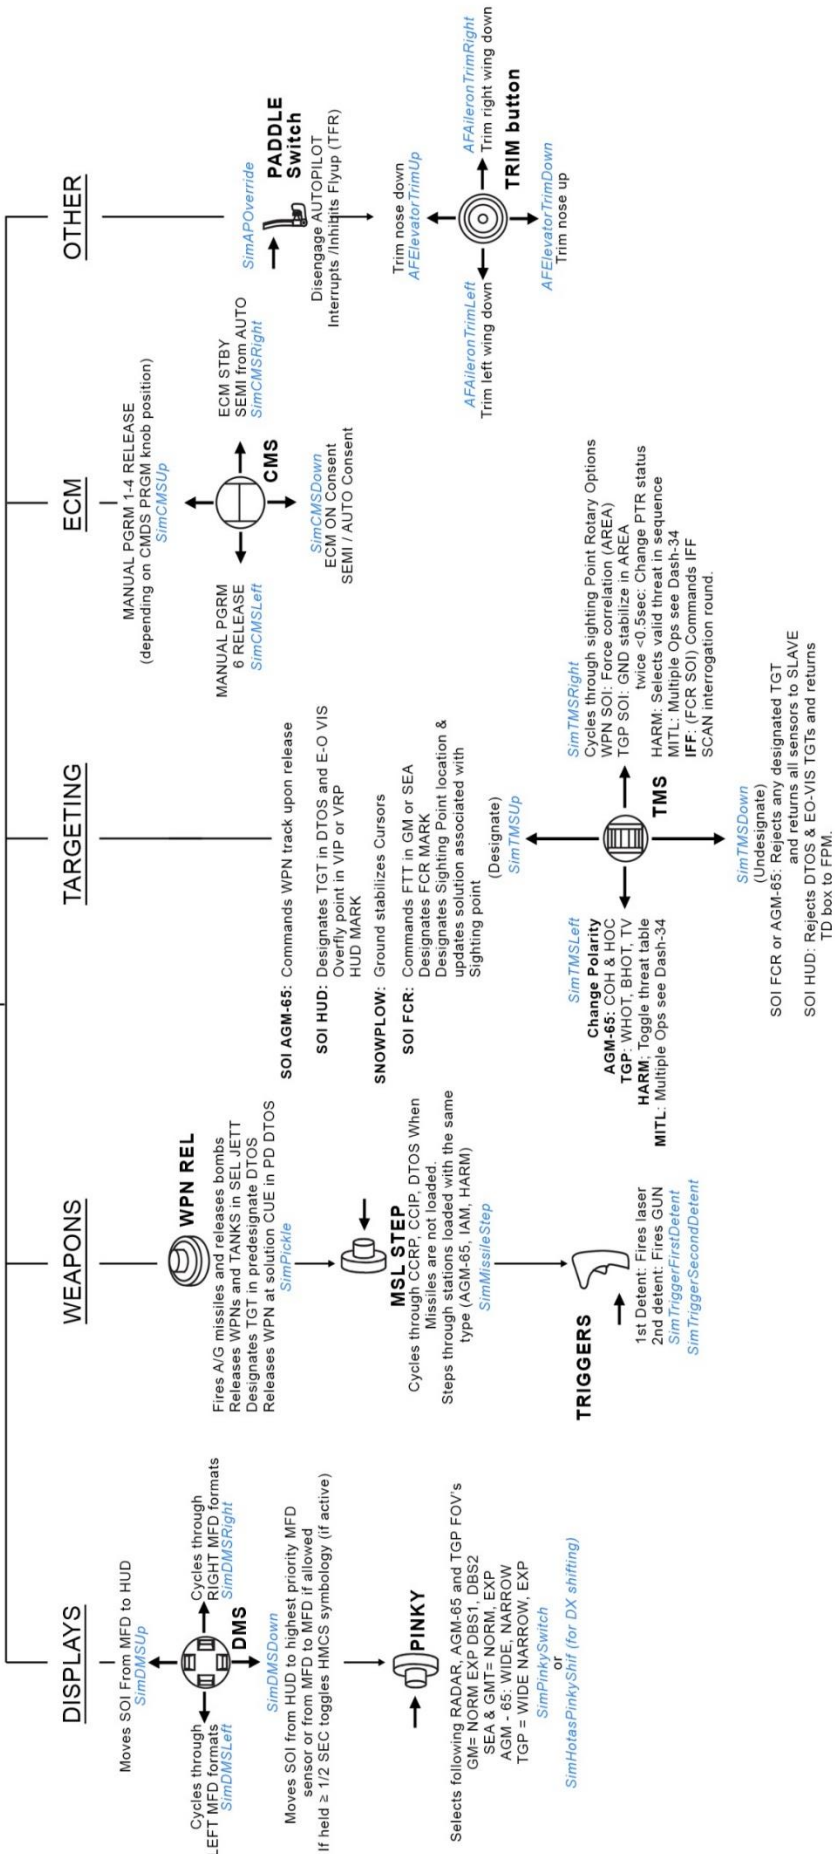 DISPLAYS
Moves SOI From MFD to HUD
SimDMSUp
Cycles through
LEFT MFD formats
SimDMSLeft
Cycles through
RIGHT MFD formats
SimDMSRight
DMS
SimDMSDown
Moves SOI from HUD to highest priority MFD
sensor or from MFD to MFD if allowed
If held ≥ 1/2 SEC toggles HMCS symbology (if active)
PINKY
Selects following RADAR, AGM-65 and TGP FOV's
GM= NORM EXP DBS1, DBS2
SEA & GMT= NORM, EXP
AGM - 65: WIDE, NARROW
TGP = WIDE NARROW, EXP
SimPinkySwitch
or
SimHotasPinkyShif (for DX shifting)
WEAPONS
WPN REL
Fires A/G missiles and releases bombs
Releases WPNs and TANKS in SEL JETT
Designates TGT in predesignate DTOS
Releases WPN at solution CUE in PD DTOS
SimPickle
MSL STEP
Cycles through CCRP, CCIP, DTOS When
Missiles are not loaded.
Steps through stations loaded with the same
type (AGM-65, IAM, HARM)
SimMissileStep
TRIGGERS
1st Detent: Fires laser
2nd detent: Fires GUN
SimTriggerFirstDetent
SimTriggerSecondDetent
TARGETING
SOI AGM-65: Commands WPN track upon release
SOI HUD: Designates TGT in DTOS and E-O VIS
Overfly point in VIP or VRP
HUD MARK
SNOWPLOW: Ground stabilizes Cursors
SOI FCR: Commands FTT in GM or SEA
Designates FCR MARK
Designates Sighting Point location &
updates solution associated with
Sighting point
(Designate)
SimTMSUp
SimTMSLeft
Change Polarity
AGM-65: COH & HOC
TGP: WHOT, BHOT, TV
HARM: Toggle threat table
MITL: Multiple Ops see Dash-34
TMS
SimTMSRight
Cycles through sighting Point Rotary Options
WPN SOI: Force correlation (AREA)
TGP SOI: GND stabilize in AREA
twice <0.5sec: Change PTR status
HARM: Selects valid threat in sequence
MITL: Multiple Ops see Dash-34
IFF: (FCR SOI) Commands IFF
SCAN interrogation round.
SimTMSDown
(Undesignate)
SOI FCR or AGM-65: Rejects any designated TGT
and returns all sensors to SLAVE
SOI HUD: Rejects DTOS & EO-VIS TGTs and returns
TD box to FPM.
ECM
MANUAL PGRM 1-4 RELEASE
(depending on CMDS PRGM knob position)
SimCMSUp
MANUAL PGRM
6 RELEASE
SimCMSLeft
CMS
ECM STBY
SEMI from AUTO
SimCMSRight
SimCMSDown
ECM ON Consent
SEMI / AUTO Consent
OTHER
SimAPOverride
PADDLE
Switch
Disengage AUTOPILOT
Interrupts /Inhibits Flyup (TFR)
Trim nose down
AFElevatorTrimUp
AFAileronTrimLeft
Trim left wing down
AFAileronTrimRight
Trim right wing down
TRIM button
AFElevatorTrimDown
Trim nose up